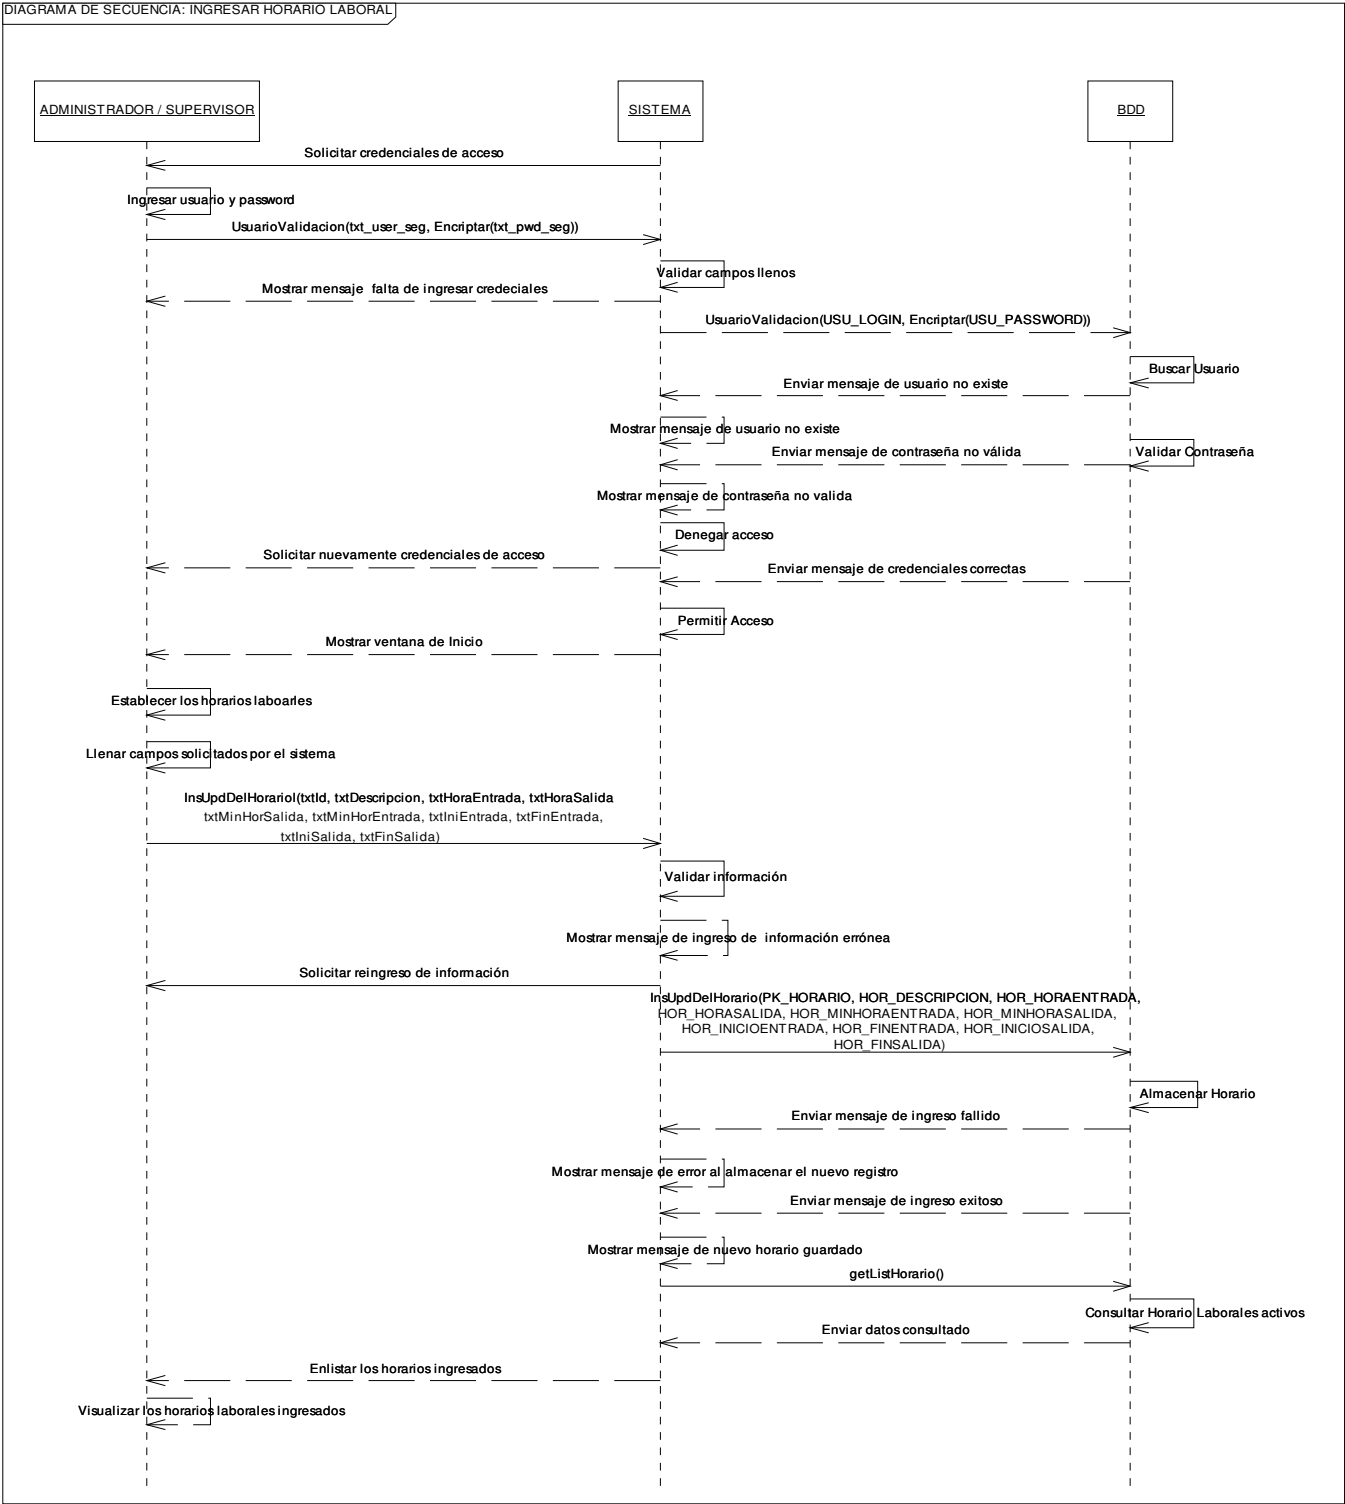 DIAGRAMA DE SECUENCIA: INGRESAR HORARIO LABORAL
ADMINISTRADOR / SUPERVISOR
SISTEMA
BDD
Solicitar credenciales de acceso
Ingresar usuario y password
UsuarioValidacion(txt_user_seg, Encriptar(txt_pwd_seg))
Validar campos llenos
Mostrar mensaje falta de ingresar credeciales
UsuarioValidacion(USU_LOGIN, Encriptar(USU_PASSWORD))
Buscar Usuario
Enviar mensaje de usuario no existe
Mostrar mensaje de usuario no existe
Enviar mensaje de contraseña no válida
Validar Contraseña
Mostrar mensaje de contraseña no valida
Denegar acceso
Solicitar nuevamente credenciales de acceso
Enviar mensaje de credenciales correctas
Permitir Acceso
Mostrar ventana de Inicio
Establecer los horarios laboarles
Llenar campos solicitados por el sistema
InsUpdDelHorariol(txtId, txtDescripcion, txtHoraEntrada, txtHoraSalida
txtMinHorSalida, txtMinHorEntrada, txtIniEntrada, txtFinEntrada,
txtIniSalida, txtFinSalida)
Validar información
Mostrar mensaje de ingreso de información errónea
Solicitar reingreso de información
InsUpdDelHorario(PK_HORARIO, HOR_DESCRIPCION, HOR_HORAENTRADA,
HOR_HORASALIDA, HOR_MINHORAENTRADA, HOR_MINHORASALIDA,
HOR_INICIOENTRADA, HOR_FINENTRADA, HOR_INICIOSALIDA,
HOR_FINSALIDA)
Almacenar Horario
Enviar mensaje de ingreso fallido
Mostrar mensaje de error al almacenar el nuevo registro
Enviar mensaje de ingreso exitoso
Mostrar mensaje de nuevo horario guardado
getListHorario()
Consultar Horario Laborales activos
Enviar datos consultado
Enlistar los horarios ingresados
Visualizar los horarios laborales ingresados